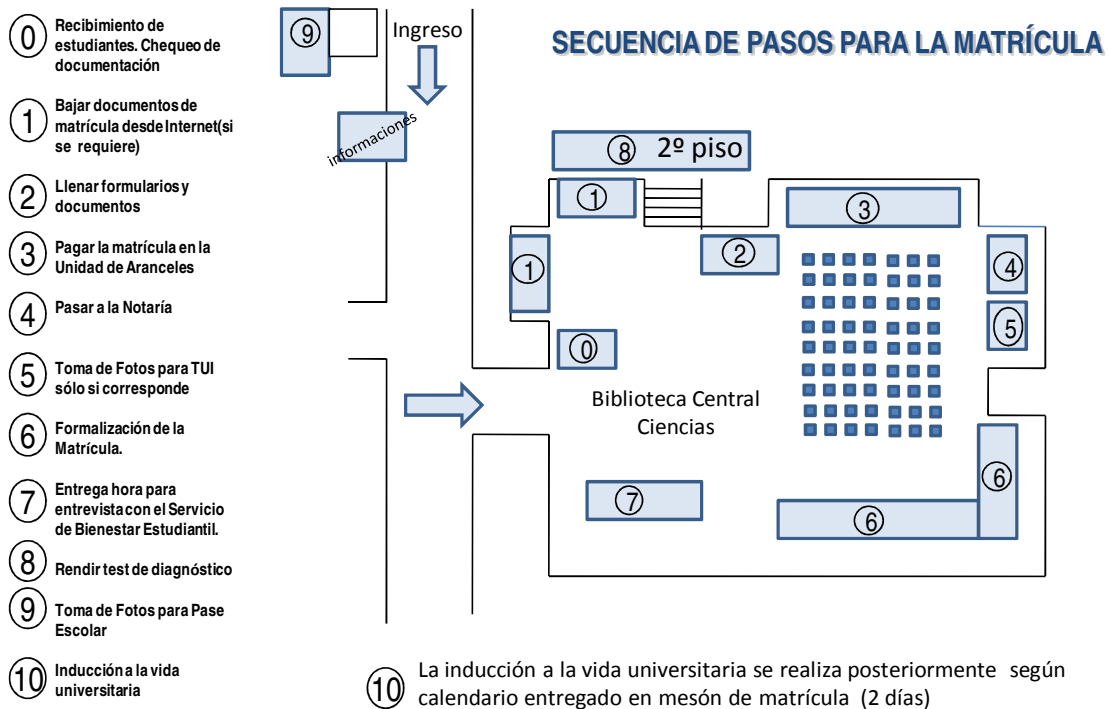 SECUENCIA DE PASOS PARA LA MATRÍCULA
0
Recibimiento de
estudiantes. Chequeo de
documentación
1
Bajar documentos de
matrícula desde Internet(si
se requiere)
2
Llenar formularios y
documentos
3
Pagar la matrícula en la
Unidad de Aranceles
4
Pasar a la Notaría
5
Toma de Fotos para TUI
sólo si corresponde
6
Formalización de la
Matrícula.
7
Entrega hora para
entrevista con el Servicio
de Bienestar Estudiantil.
8
Rendir test de diagnóstico
9
Toma de Fotos para Pase
Escolar
10
Inducción a la vida
universitaria
9
Ingreso
informaciones
8 2º piso
1
3
1
2
4
5
0
Biblioteca Central
Ciencias
6
7
6
10
La inducción a la vida universitaria se realiza posteriormente según
calendario entregado en mesón de matrícula (2 días)